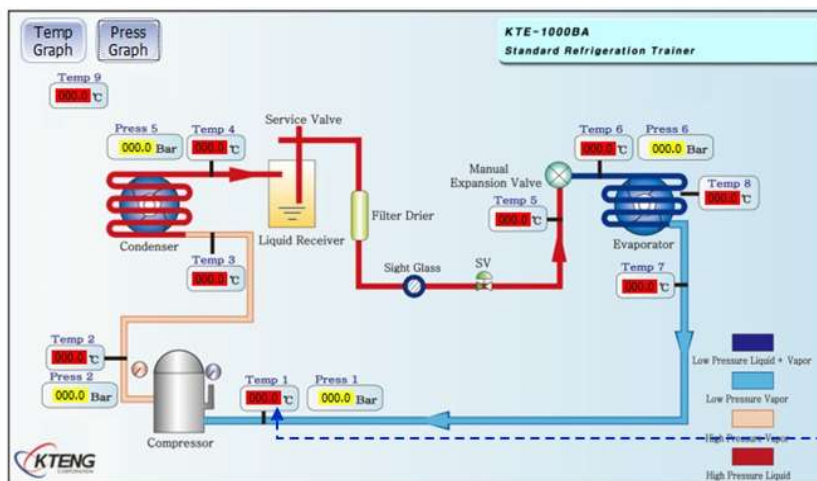 Temp
Graph
Press
Graph
KTE-1000BA
Standard Refrigeration Trainer
Temp 9
000.0 ℃
Service Valve
Press 5
000.0 Bar
Temp 4
000.0 ℃
Temp 6
000.0 ℃
Press 6
000.0 Bar
Manual
Expansion Valve
Temp 8
000.0 ℃
Temp 5
000.0 ℃
Filter Drier
Condenser
Liquid Receiver
Evaporator
Temp 3
000.0 ℃
Sight Glass
SV
Temp 7
000.0 ℃
Temp 2
000.0 ℃
Press 2
000.0 Bar
Temp 1
000.0 ℃
Press 1
000.0 Bar
Compressor
Low Pressure Liquid + Vapor
Low Pressure Vapor
High Pressure Vapor
High Pressure Liquid
KTENG
CORPORATION